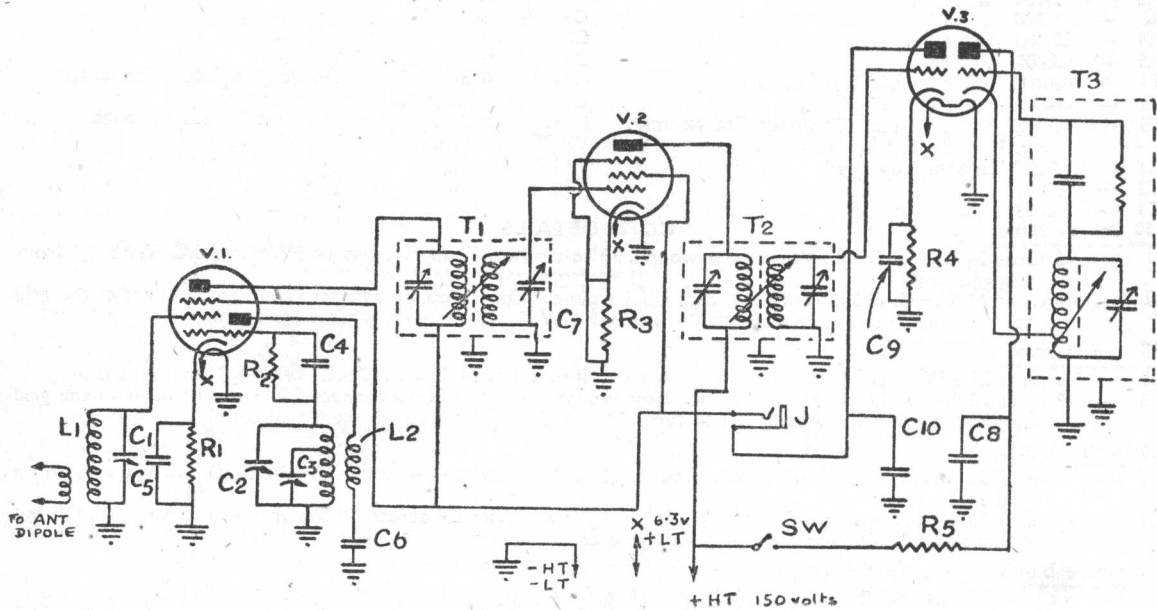 V.3.
T3
V.2
T1
T2
V.1.
R4
C7
R3
C9
C4
R2
L1
C1
C5
R1
C2
C3
L2
J
C10
C8
TO ANT
DIPOLE
C6
X 6.3v
+LT
SW
R5
-HT
-LT
+HT 150 volts
X
X
X